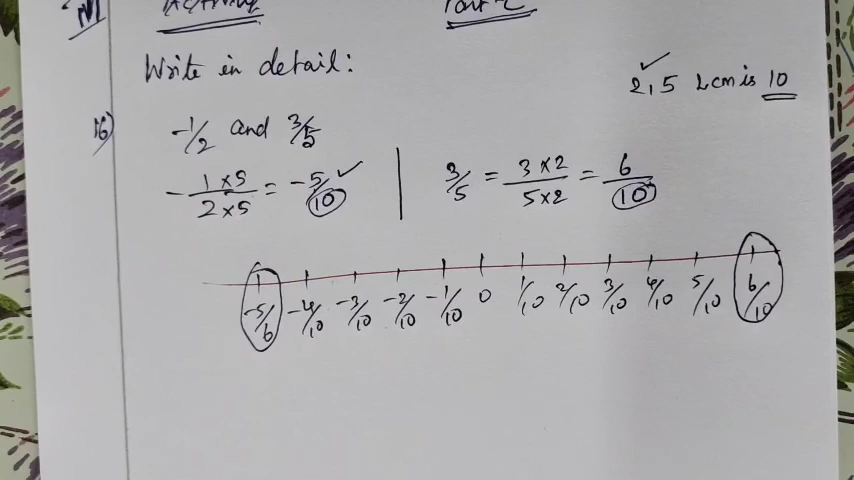 Write in detail:
2,5 Lcm is 10
16) -1/2 and 3/5
- 1 x 5 / 2 x 5 = -5/10 | 3/5 = 3 x 2 / 5 x 2 = 6/10
-5/6 -4/10 -3/10 -2/10 -1/10 0 1/10 2/10 3/10 4/10 5/10 6/10